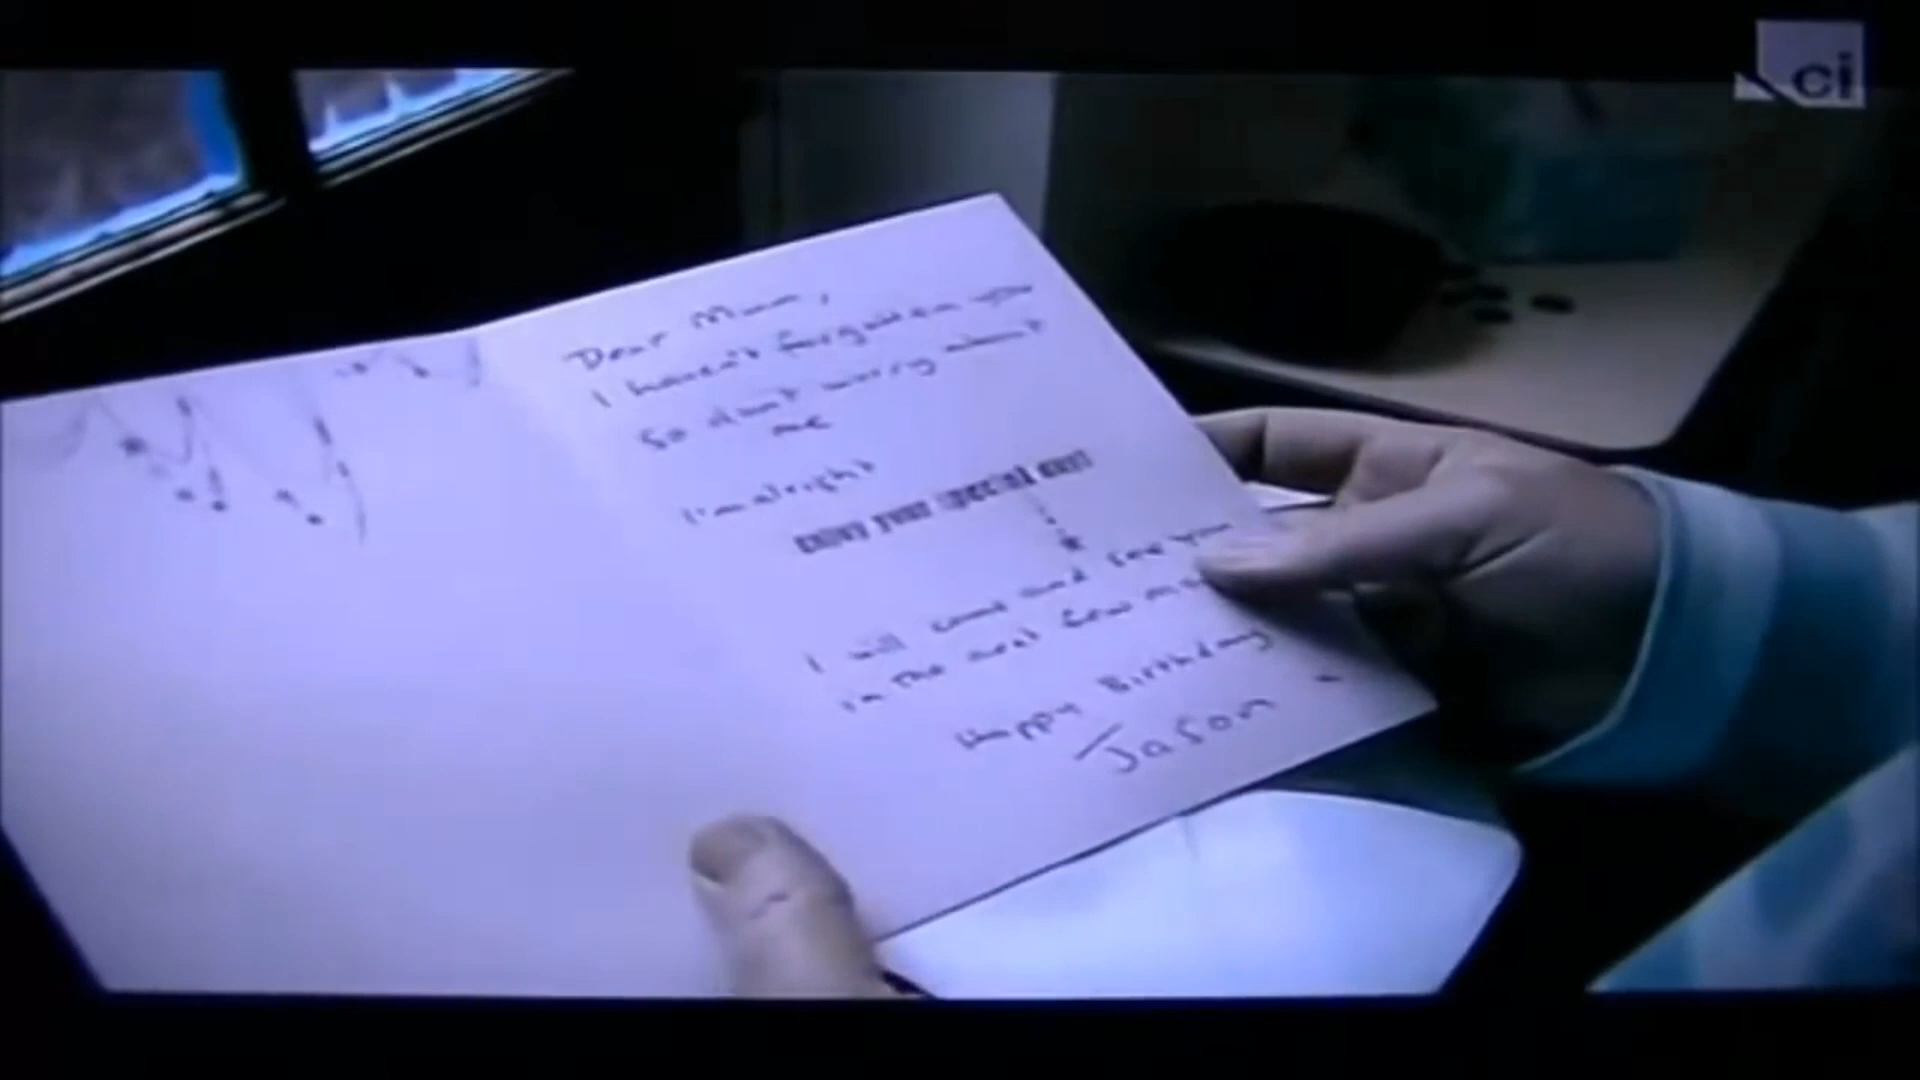 ci
Dear Mum,
I haven't forgotten you
so don't worry about
me
I'm alright
enjoy your special day!
I will come and see you
in the next few
Happy Birthday
Jason